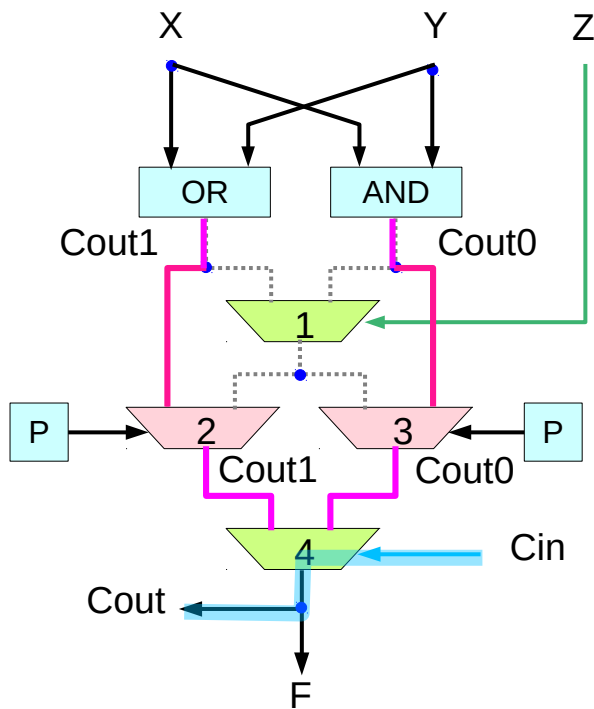 X Y Z
OR AND
Cout1 Cout0
1
P 2 3 P
Cout1 Cout0
4 Cin
Cout
F